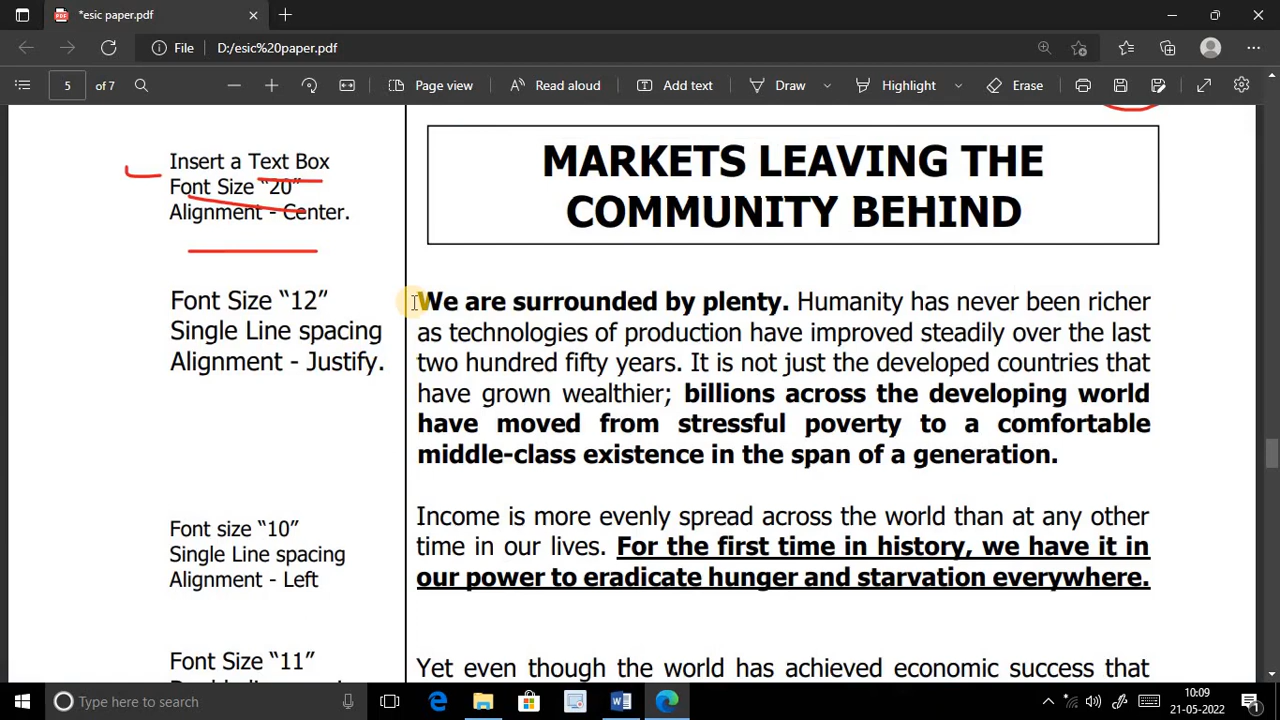 *esic paper.pdf
File D:/esic%20paper.pdf
5 of 7 Page view Read aloud Add text Draw Highlight Erase
Insert a Text Box
Font Size “20”
Alignment - Center.
MARKETS LEAVING THE
COMMUNITY BEHIND
Font Size “12”
Single Line spacing
Alignment - Justify.
We are surrounded by plenty. Humanity has never been richer
as technologies of production have improved steadily over the last
two hundred fifty years. It is not just the developed countries that
have grown wealthier; billions across the developing world
have moved from stressful poverty to a comfortable
middle-class existence in the span of a generation.
Font size “10”
Single Line spacing
Alignment - Left
Income is more evenly spread across the world than at any other
time in our lives. For the first time in history, we have it in
our power to eradicate hunger and starvation everywhere.
Font Size “11”
Yet even though the world has achieved economic success that
Type here to search
10:09
21-05-2022